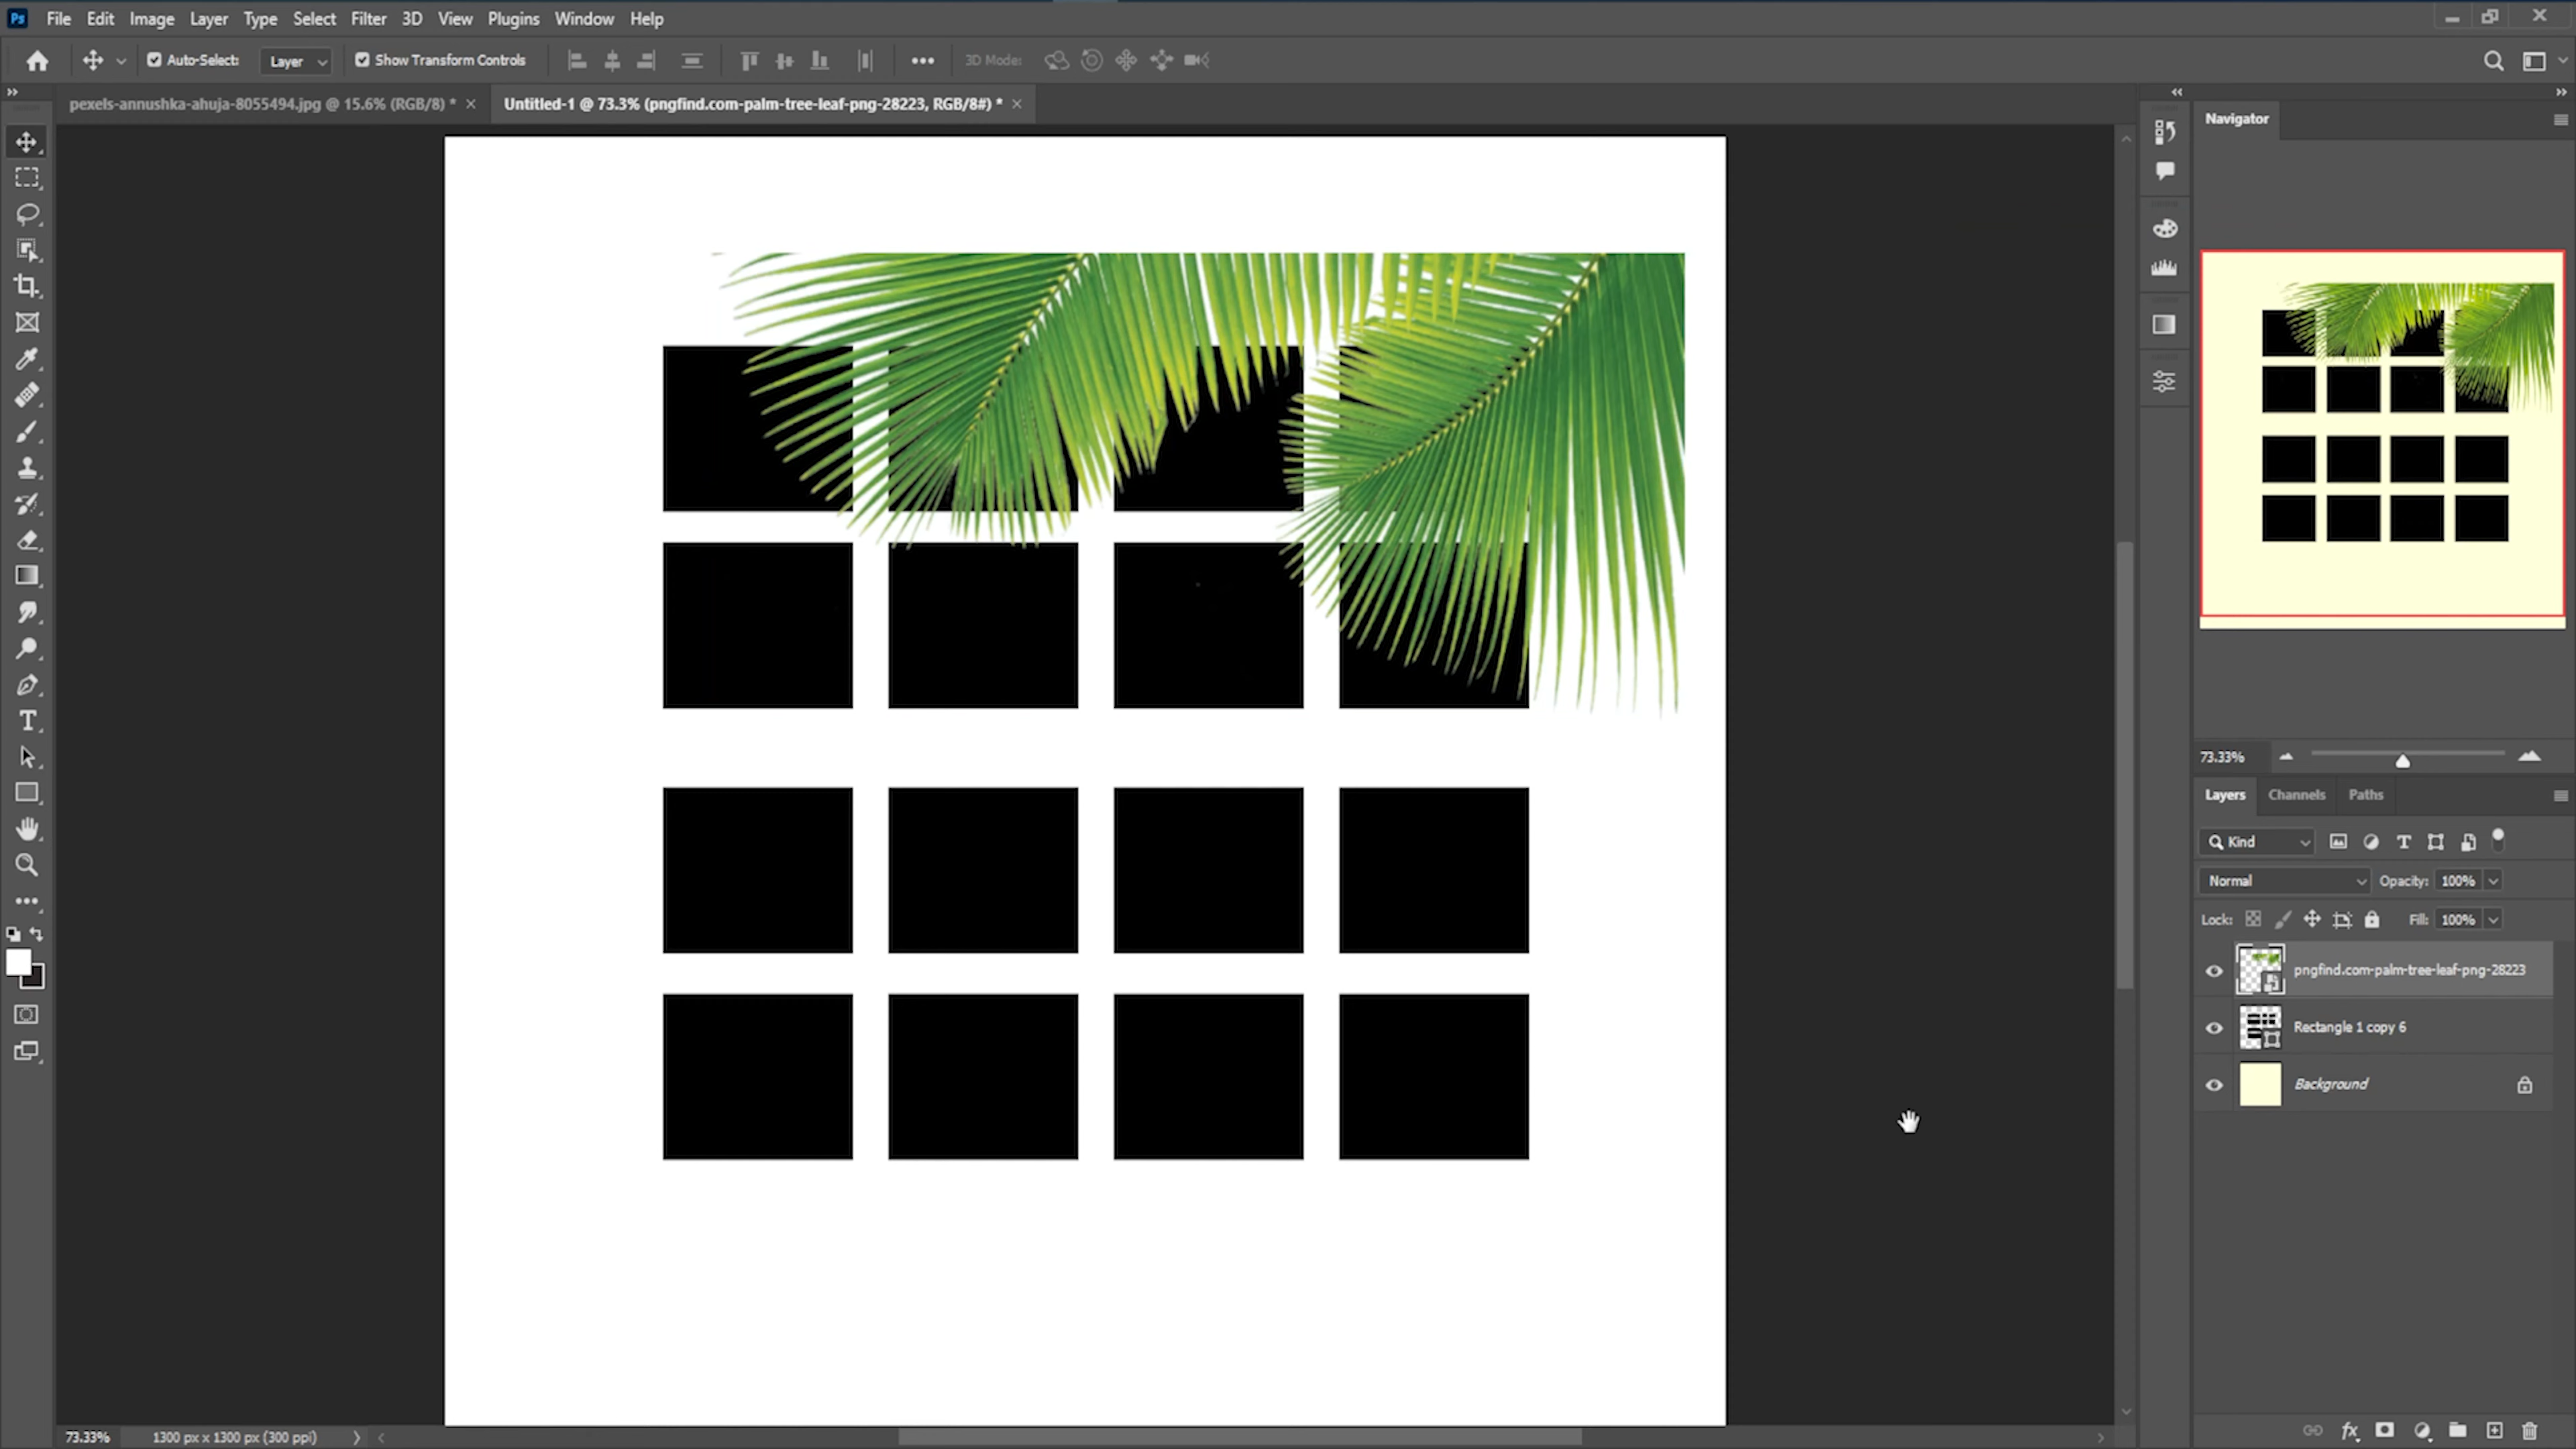 Ps File Edit Image Layer Type Select Filter 3D View Plugins Window Help
Auto-Select: Layer Show Transform Controls 3D Mode:
pexels-annushka-ahuja-8055494.jpg @ 15.6% (RGB/8) * Untitled-1 @ 73.3% (pngfind.com-palm-tree-leaf-png-28223, RGB/8#) *
Navigator
73.33%
Layers Channels Paths
Kind
Normal Opacity: 100%
Lock: Fill: 100%
pngfind.com-palm-tree-leaf-png-28223
Rectangle 1 copy 6
Background
73.33% 1300 px x 1300 px (300 ppi)